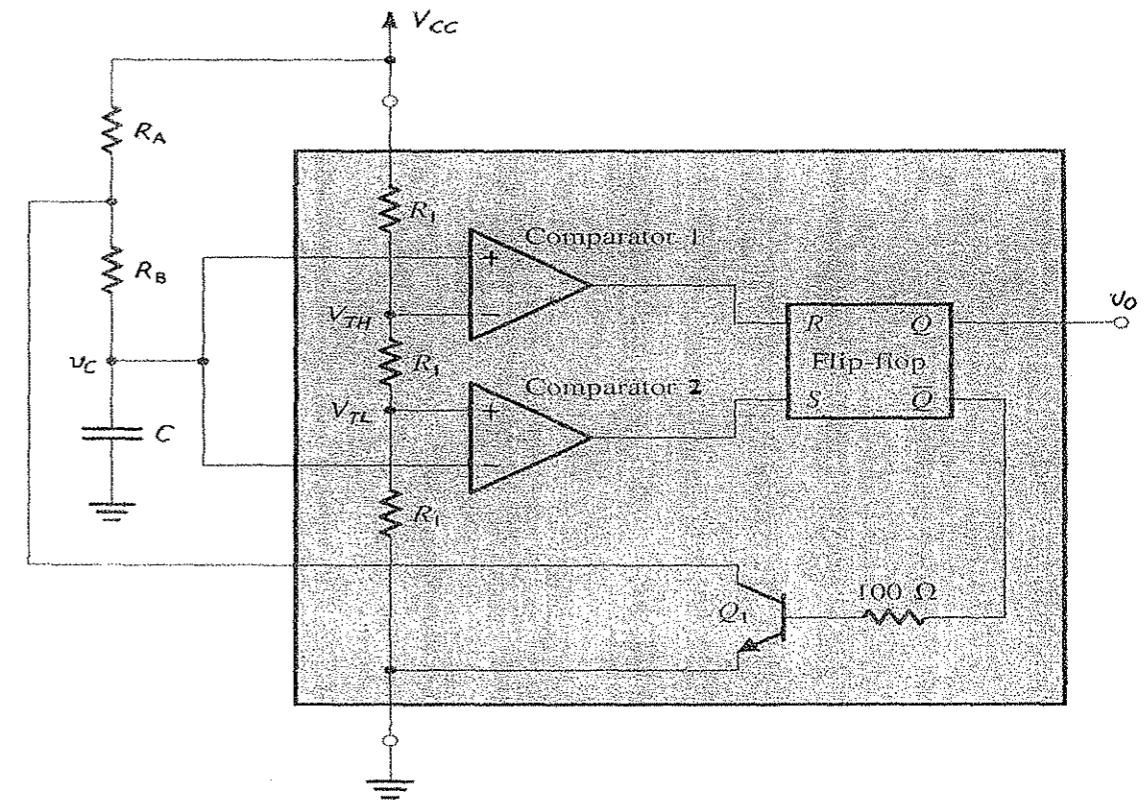 V_CC
R_A
R_1
Comparator 1
R_B
V_TH
R Q
v_O
Flip-flop
R_1
Comparator 2
v_C
S Q̅
V_TL
C
R_1
100 Ω
Q_1
+
−
+
−